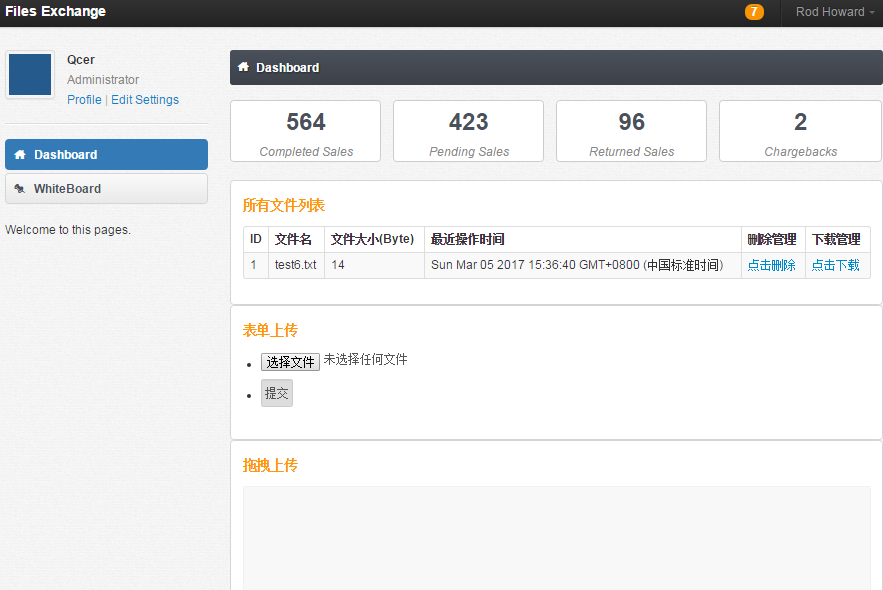 Files Exchange
7
Rod Howard
Qcer
Administrator
Profile | Edit Settings
Dashboard
WhiteBoard
Welcome to this pages.
Dashboard
564
Completed Sales
423
Pending Sales
96
Returned Sales
2
Chargebacks
所有文件列表
ID 文件名 文件大小(Byte) 最近操作时间 删除管理 下载管理
1 test6.txt 14 Sun Mar 05 2017 15:36:40 GMT+0800 (中国标准时间) 点击删除 点击下载
表单上传
选择文件 未选择任何文件
提交
拖拽上传